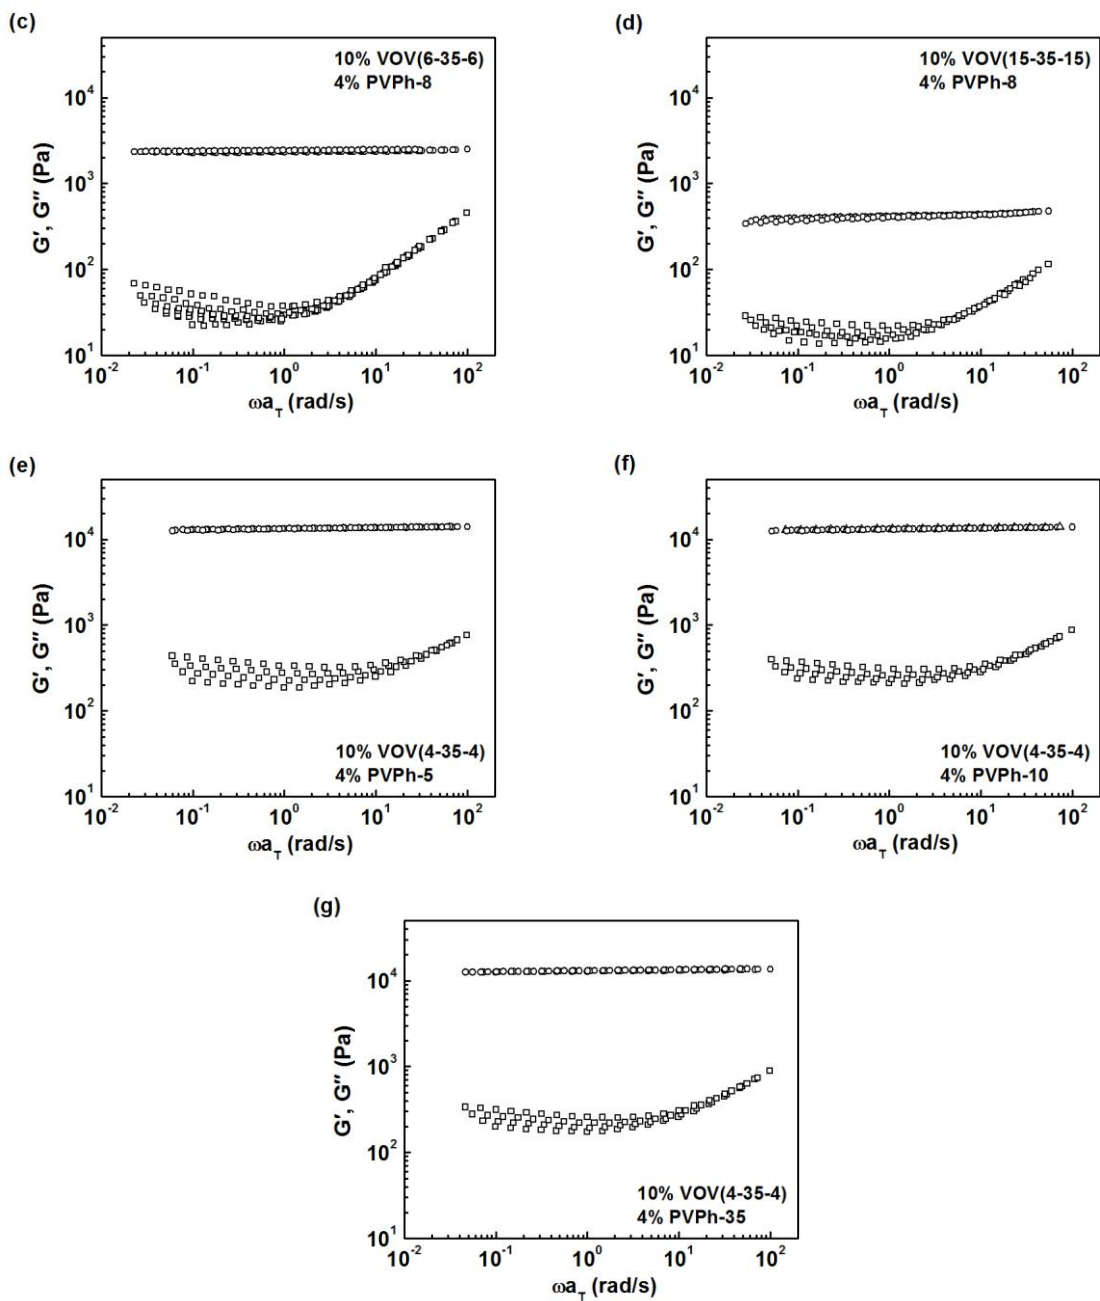 (c)
10% VOV(6-35-6)
4% PVPh-8
G′, G″ (Pa)
10⁴
10³
10²
10¹
10⁻² 10⁻¹ 10⁰ 10¹ 10²
ωa_T (rad/s)
(d)
10% VOV(15-35-15)
4% PVPh-8
G′, G″ (Pa)
10⁴
10³
10²
10¹
10⁻² 10⁻¹ 10⁰ 10¹ 10²
ωa_T (rad/s)
(e)
G′, G″ (Pa)
10⁴
10³
10²
10¹
10% VOV(4-35-4)
4% PVPh-5
10⁻² 10⁻¹ 10⁰ 10¹ 10²
ωa_T (rad/s)
(f)
G′, G″ (Pa)
10⁴
10³
10²
10¹
10% VOV(4-35-4)
4% PVPh-10
10⁻² 10⁻¹ 10⁰ 10¹ 10²
ωa_T (rad/s)
(g)
G′, G″ (Pa)
10⁴
10³
10²
10¹
10% VOV(4-35-4)
4% PVPh-35
10⁻² 10⁻¹ 10⁰ 10¹ 10²
ωa_T (rad/s)